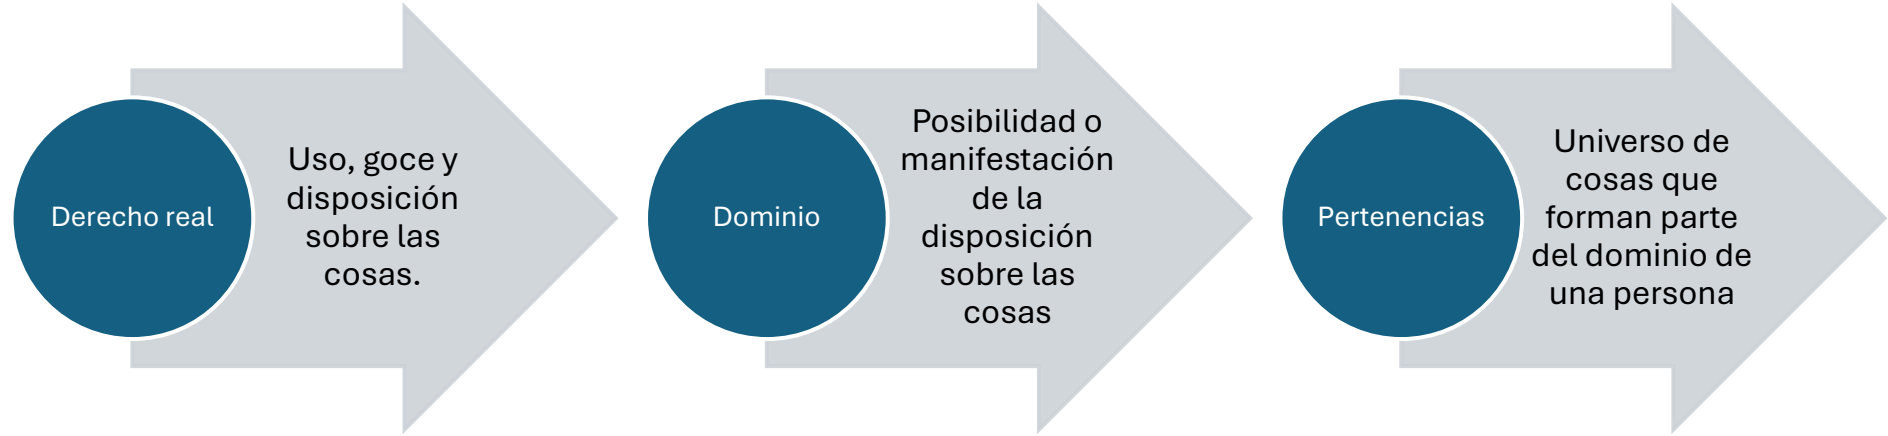 Derecho real
Uso, goce y
disposición
sobre las
cosas.
Dominio
Posibilidad o
manifestación
de la
disposición
sobre las
cosas
Pertenencias
Universo de
cosas que
forman parte
del dominio de
una persona